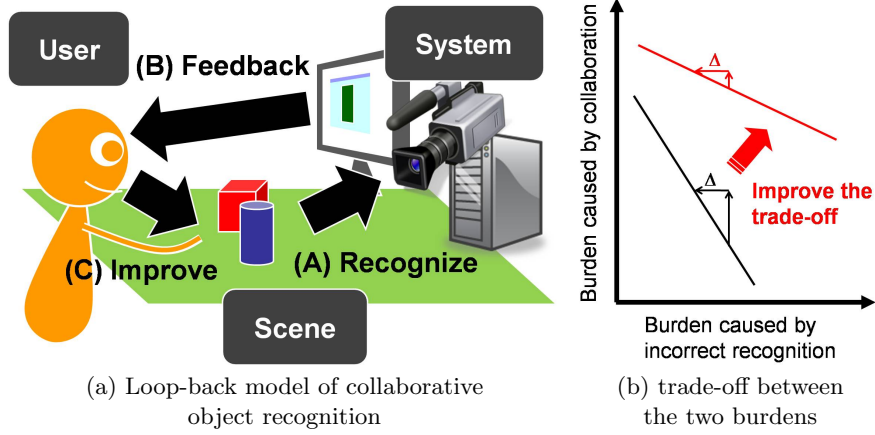 User
System
(B) Feedback
(C) Improve
(A) Recognize
Scene
(a) Loop-back model of collaborative
object recognition
Burden caused by collaboration
Δ
Δ
Improve the
trade-off
Burden caused by
incorrect recognition
(b) trade-off between
the two burdens